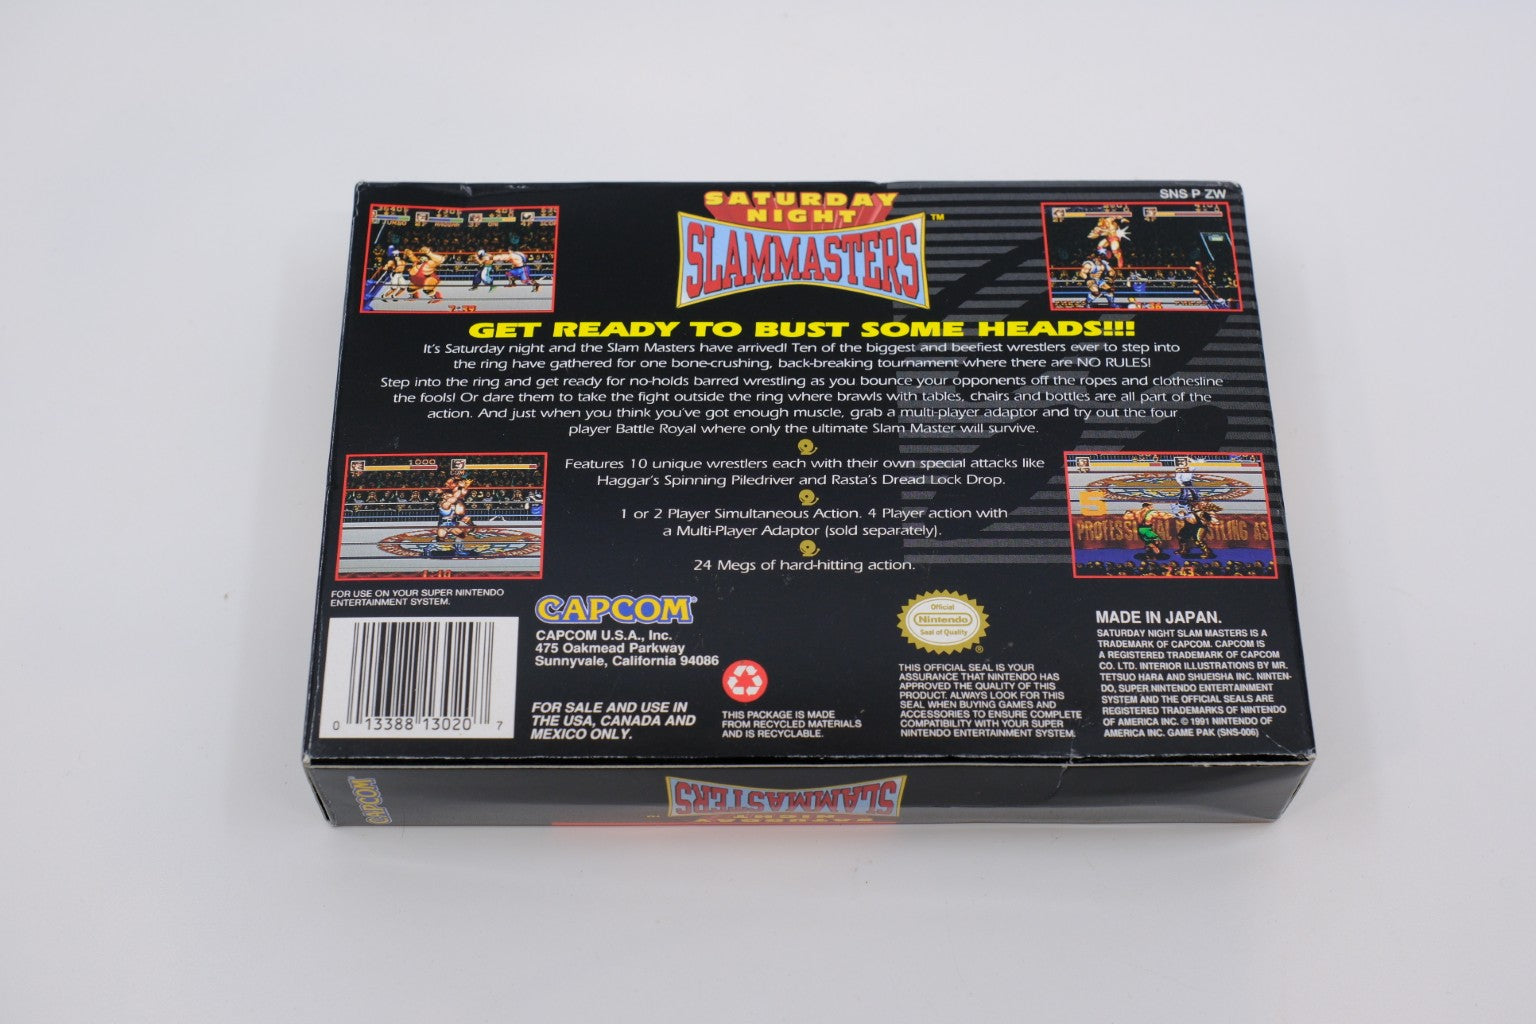 SNS P ZW
SATURDAY
NIGHT
SLAMMASTERS™
GET READY TO BUST SOME HEADS!!!
It's Saturday night and the Slam Masters have arrived! Ten of the biggest and beefiest wrestlers ever to step into
the ring have gathered for one bone-crushing, back-breaking tournament where there are NO RULES!
Step into the ring and get ready for no-holds barred wrestling as you bounce your opponents off the ropes and clothesline
the fools! Or dare them to take the fight outside the ring where brawls with tables, chairs and bottles are all part of the
action. And just when you think you've got enough muscle, grab a multi-player adaptor and try out the four
player Battle Royal where only the ultimate Slam Master will survive.
Features 10 unique wrestlers each with their own special attacks like
Haggar's Spinning Piledriver and Rasta's Dread Lock Drop.
1 or 2 Player Simultaneous Action. 4 Player action with
a Multi-Player Adaptor (sold separately).
24 Megs of hard-hitting action.
1000
5
2:43
FOR USE ON YOUR SUPER NINTENDO
ENTERTAINMENT SYSTEM.
0 13388 13020 7
CAPCOM®
CAPCOM U.S.A., Inc.
475 Oakmead Parkway
Sunnyvale, California 94086
FOR SALE AND USE IN
THE USA, CANADA AND
MEXICO ONLY.
THIS PACKAGE IS MADE
FROM RECYCLED MATERIALS
AND IS RECYCLABLE.
Official
Nintendo
Seal of Quality
®
THIS OFFICIAL SEAL IS YOUR
ASSURANCE THAT NINTENDO HAS
APPROVED THE QUALITY OF THIS
PRODUCT. ALWAYS LOOK FOR THIS
SEAL WHEN BUYING GAMES AND
ACCESSORIES TO ENSURE COMPLETE
COMPATIBILITY WITH YOUR SUPER
NINTENDO ENTERTAINMENT SYSTEM.
MADE IN JAPAN.
SATURDAY NIGHT SLAM MASTERS IS A
TRADEMARK OF CAPCOM. CAPCOM IS
A REGISTERED TRADEMARK OF CAPCOM
CO. LTD. INTERIOR ILLUSTRATIONS BY MR.
TETSUO HARA AND SHUEISHA INC. NINTEN-
DO, SUPER NINTENDO ENTERTAINMENT
SYSTEM AND THE OFFICIAL SEALS ARE
REGISTERED TRADEMARKS OF NINTENDO
OF AMERICA INC. © 1991 NINTENDO OF
AMERICA INC. GAME PAK (SNS-006)
CAPCOM
SATURDAY
NIGHT
SLAMMASTERS